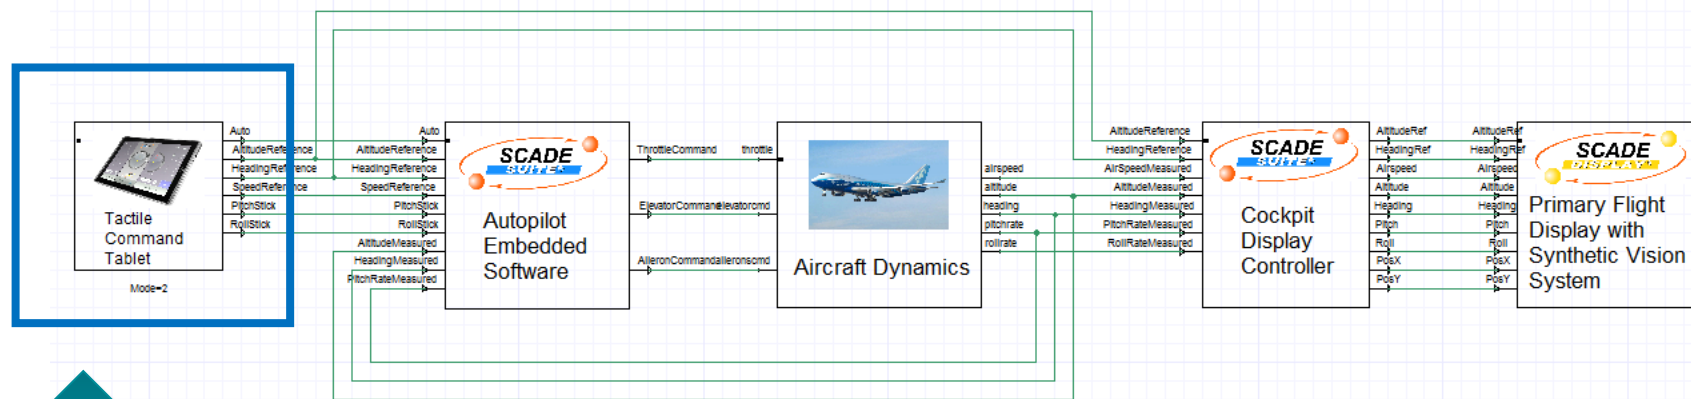 Auto
AltitudeReference
HeadingReference
SpeedReference
PitchStick
RollStick
Tactile
Command
Tablet
Mode=2
Auto
AltitudeReference
HeadingReference
SpeedReference
PitchStick
RollStick
AltitudeMeasured
HeadingMeasured
PitchRateMeasured
SCADE
SUITE
Autopilot
Embedded
Software
ThrottleCommand
ElevatorCommand
AileronCommand
throttle
elevatorcmd
aileronscmd
Aircraft Dynamics
airspeed
altitude
heading
pitchrate
rollrate
AltitudeReference
HeadingReference
AirSpeedMeasured
AltitudeMeasured
HeadingMeasured
PitchRateMeasured
RollRateMeasured
SCADE
SUITE
Cockpit
Display
Controller
AltitudeRef
HeadingRef
Airspeed
Altitude
Heading
Pitch
Roll
PosX
PosY
AltitudeRef
HeadingRef
Airspeed
Altitude
Heading
Pitch
Roll
PosX
PosY
SCADE
DISPLAY
Primary Flight
Display with
Synthetic Vision
System